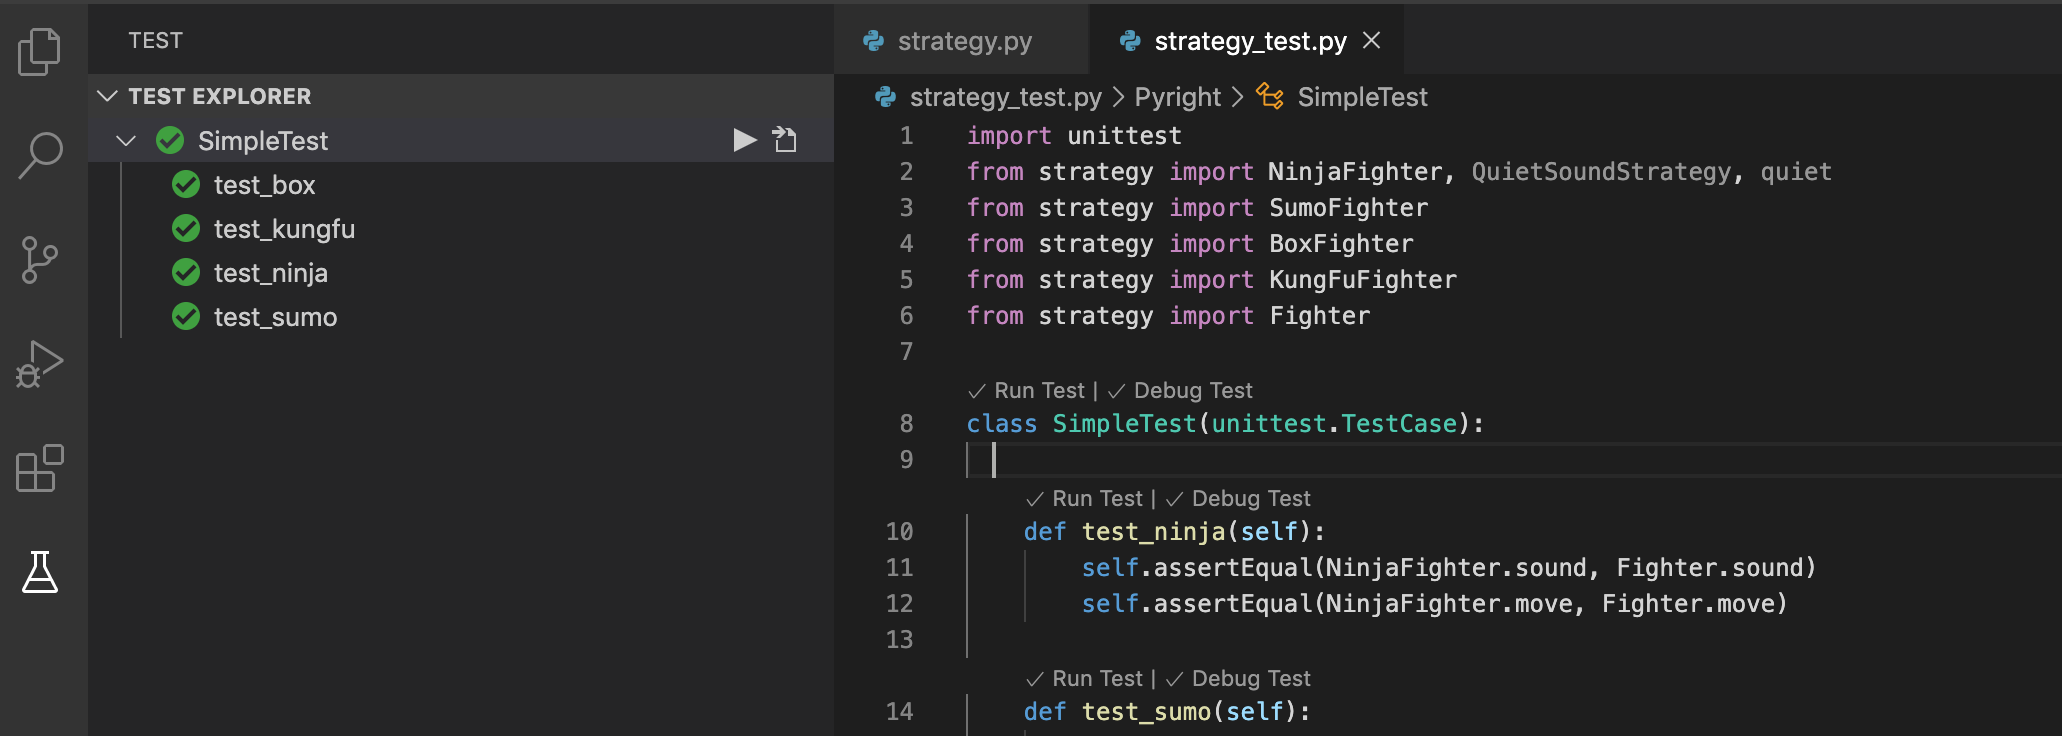 TEST
TEST EXPLORER
SimpleTest
test_box
test_kungfu
test_ninja
test_sumo
strategy.py
strategy_test.py
strategy_test.py > Pyright > SimpleTest
1 import unittest
2 from strategy import NinjaFighter, QuietSoundStrategy, quiet
3 from strategy import SumoFighter
4 from strategy import BoxFighter
5 from strategy import KungFuFighter
6 from strategy import Fighter
7
✓ Run Test | ✓ Debug Test
8 class SimpleTest(unittest.TestCase):
9
✓ Run Test | ✓ Debug Test
10 def test_ninja(self):
11 self.assertEqual(NinjaFighter.sound, Fighter.sound)
12 self.assertEqual(NinjaFighter.move, Fighter.move)
13
✓ Run Test | ✓ Debug Test
14 def test_sumo(self):